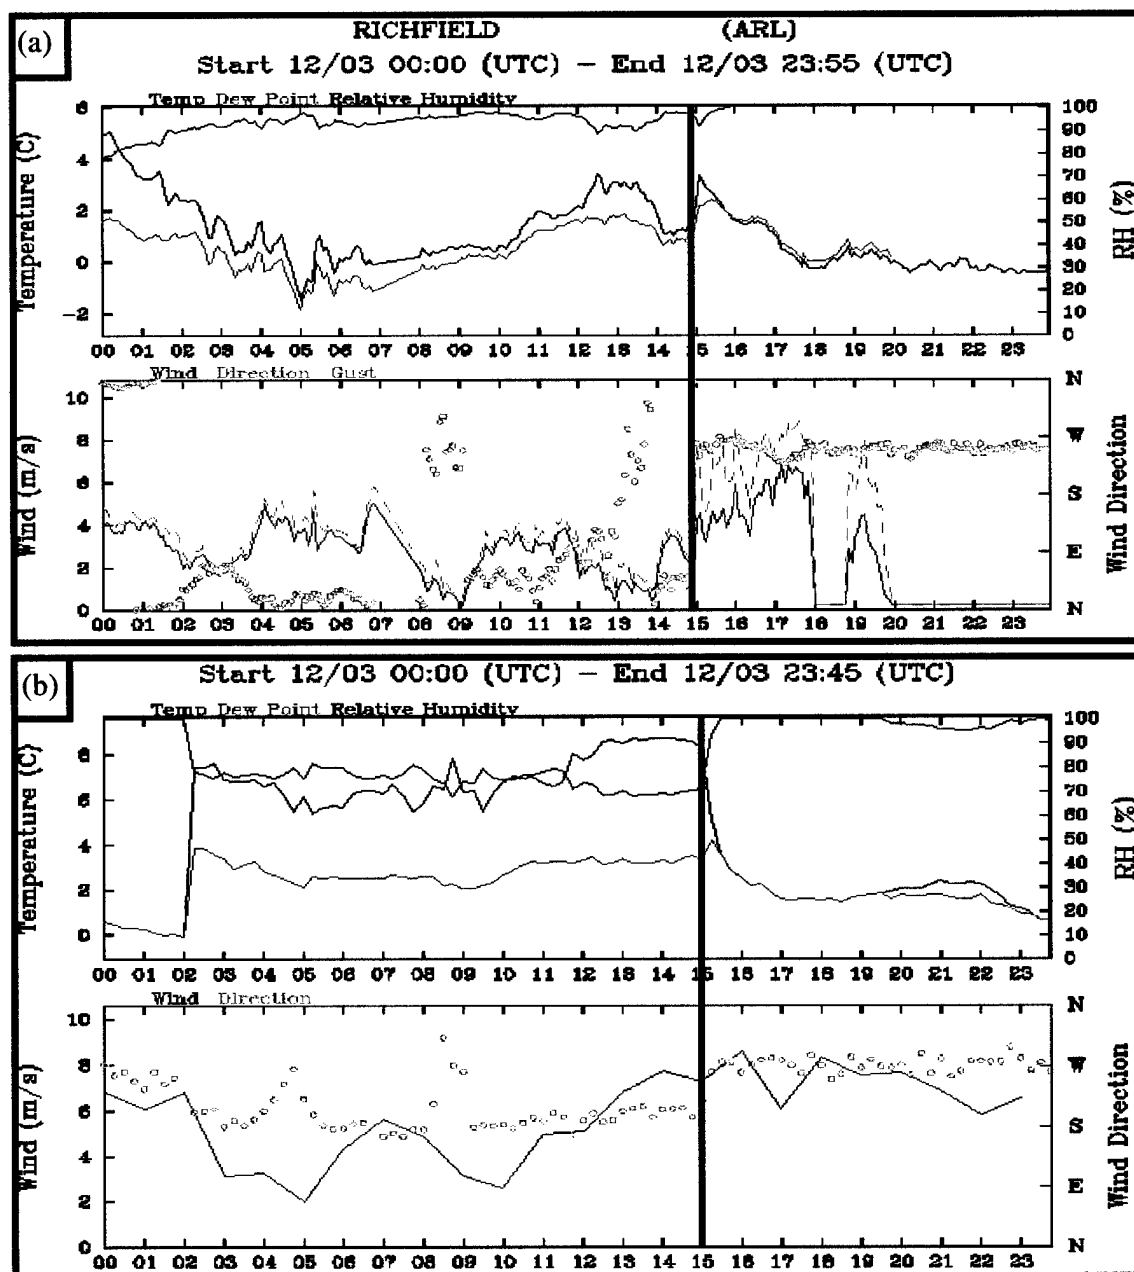 (a)
RICHFIELD (ARL)
Start 12/03 00:00 (UTC) – End 12/03 23:55 (UTC)
Temp Dew Point Relative Humidity
Temperature (C)
6
4
2
0
-2
100
90
80
70
60
50
40
30
20
10
0
RH (%)
00 01 02 03 04 05 06 07 08 09 10 11 12 13 14 15 16 17 18 19 20 21 22 23
Wind Direction Gust
Wind (m/s)
10
8
6
4
2
0
N
W
S
E
N
Wind Direction
00 01 02 03 04 05 06 07 08 09 10 11 12 13 14 15 16 17 18 19 20 21 22 23
(b)
Start 12/03 00:00 (UTC) – End 12/03 23:45 (UTC)
Temp Dew Point Relative Humidity
Temperature (C)
8
6
4
2
0
100
90
80
70
60
50
40
30
20
10
0
RH (%)
00 01 02 03 04 05 06 07 08 09 10 11 12 13 14 15 16 17 18 19 20 21 22 23
Wind Direction
Wind (m/s)
10
8
6
4
2
0
N
W
S
E
N
Wind Direction
00 01 02 03 04 05 06 07 08 09 10 11 12 13 14 15 16 17 18 19 20 21 22 23